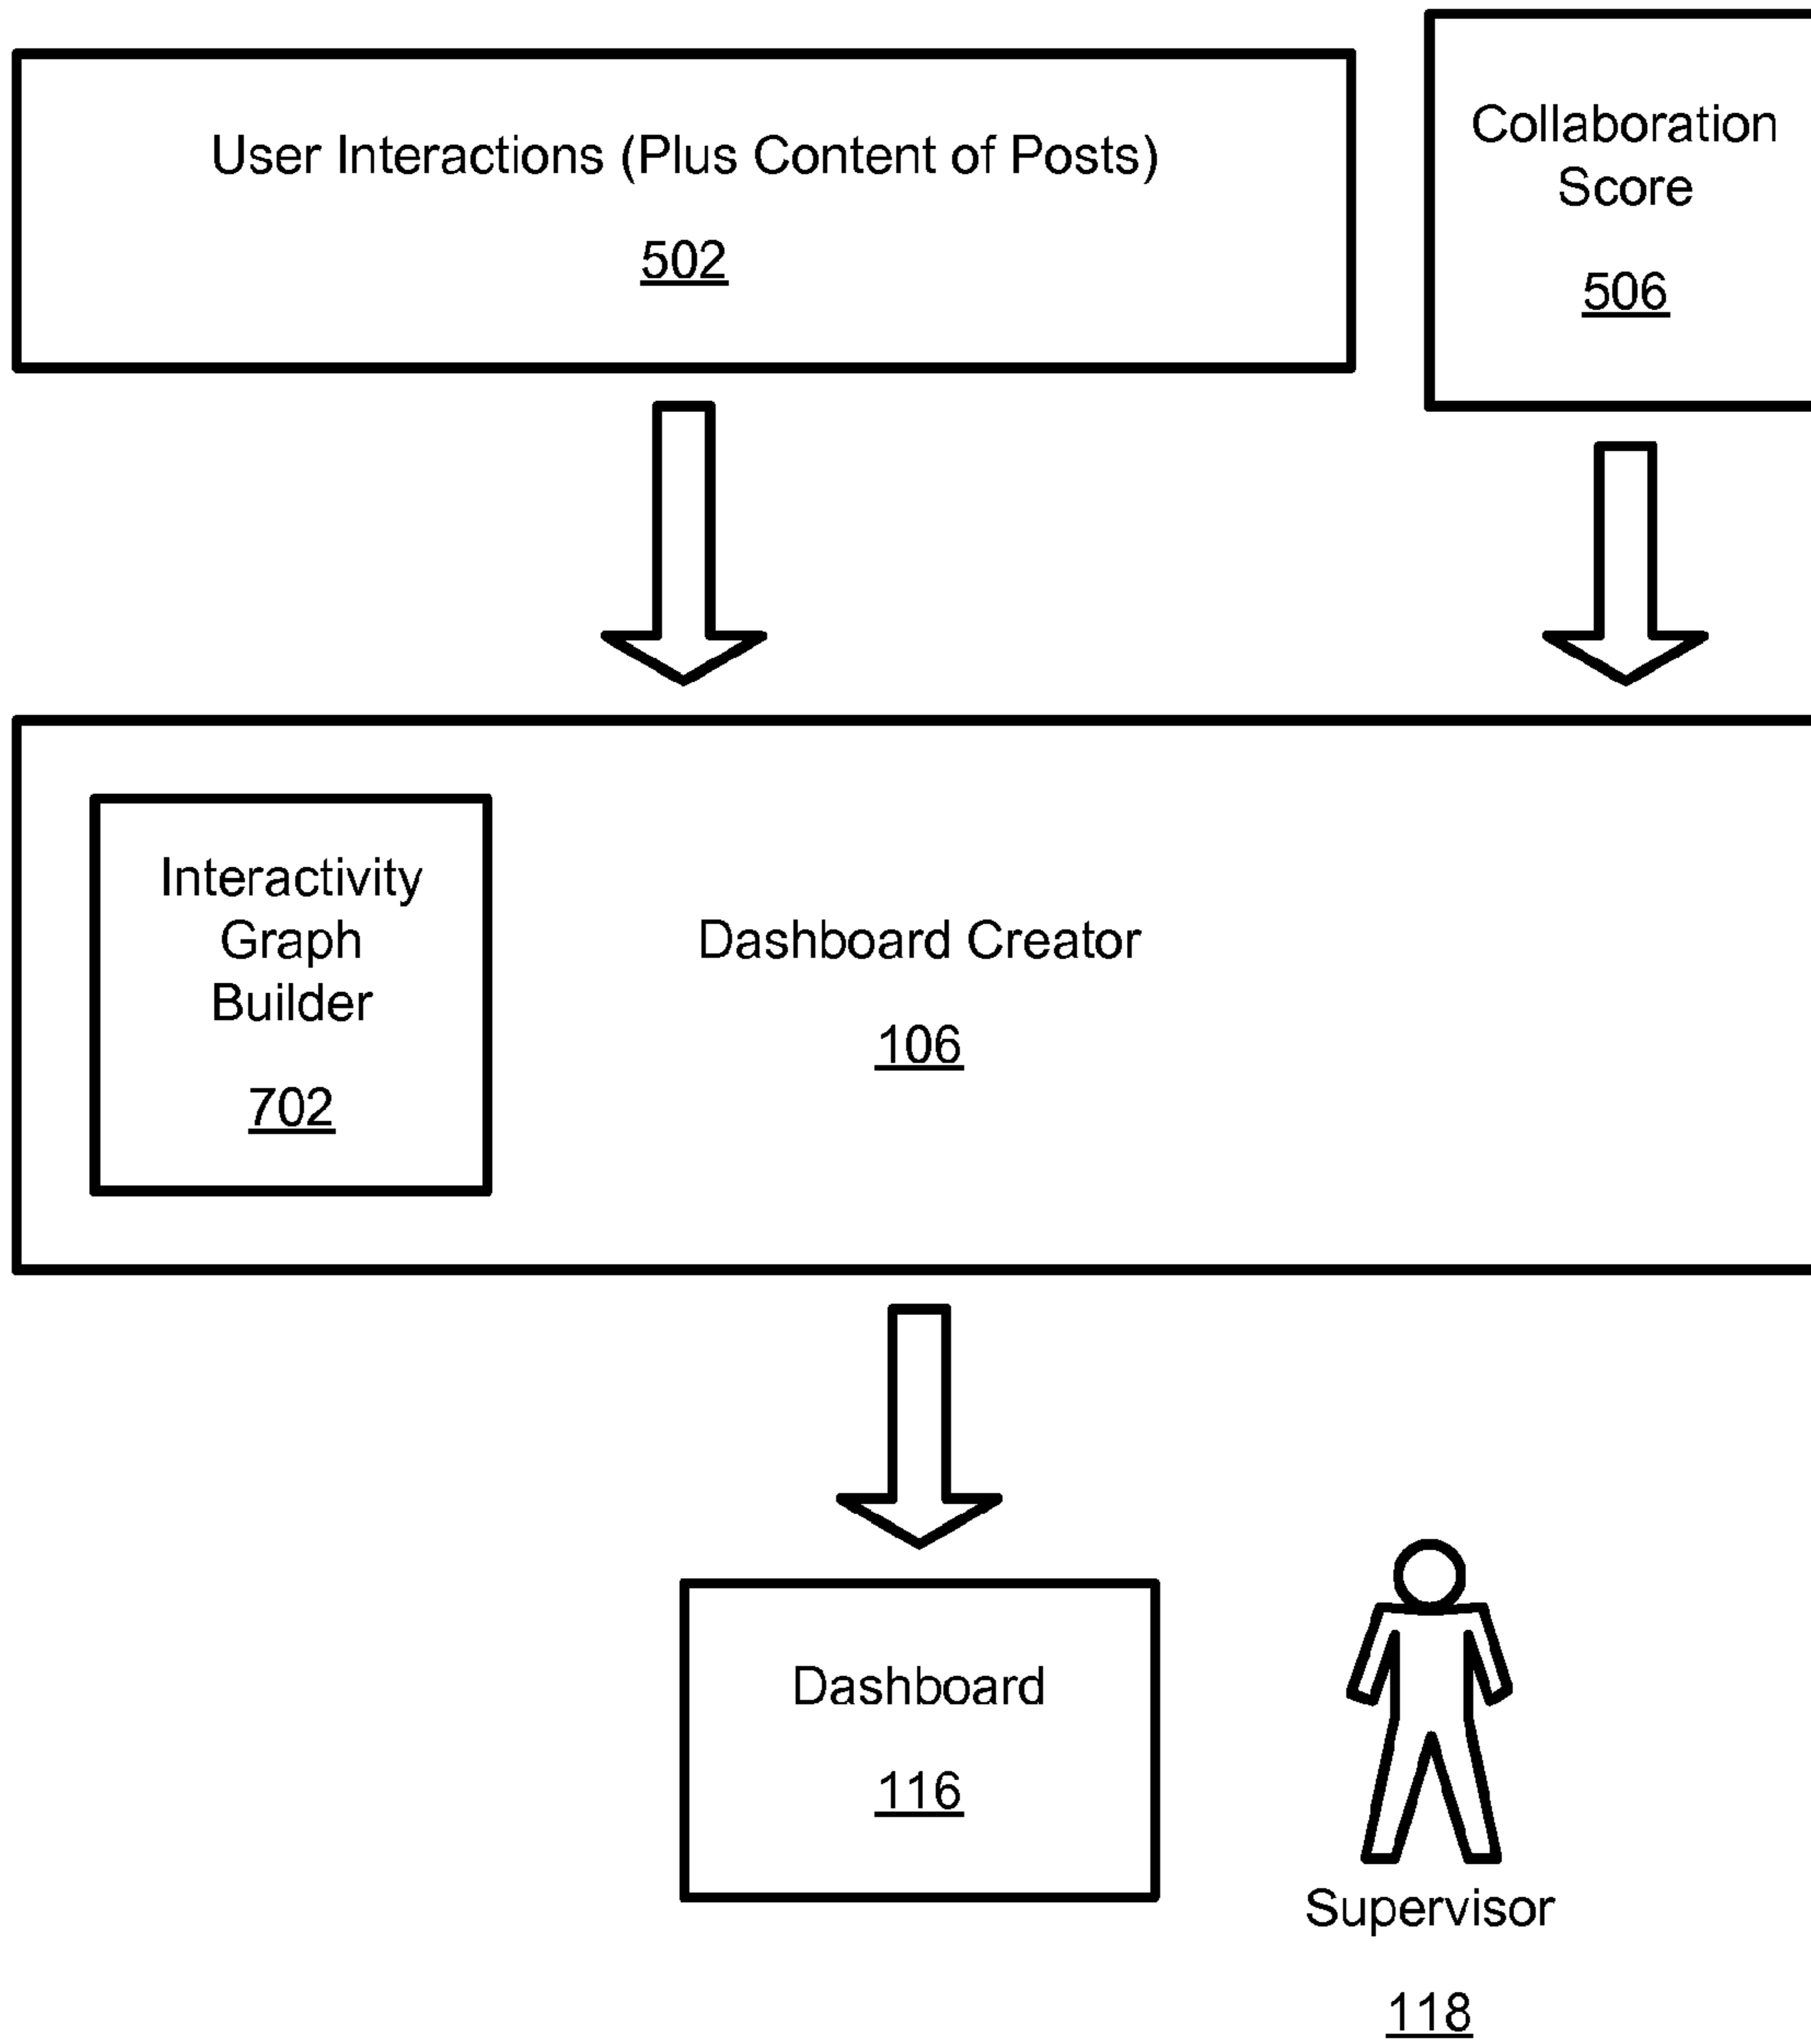 User Interactions (Plus Content of Posts)
502
Collaboration
Score
506
Interactivity
Graph
Builder
702
Dashboard Creator
106
Dashboard
116
Supervisor
118